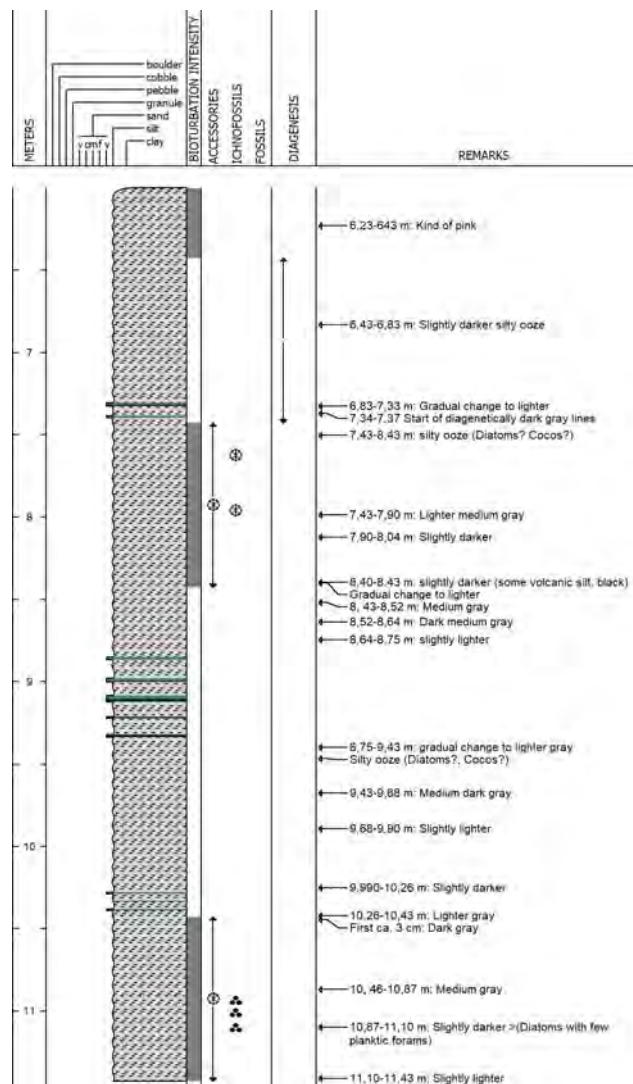 boulder
cobble
pebble
granule
sand
silt
v cmf v
clay
METERS
BIOTURBATION INTENSITY
ACCESSORIES
ICHNOFOSSILS
FOSSILS
DIAGENESIS
REMARKS
6,23-643 m: Kind of pink
6,43-6,83 m: Slightly darker silty ooze
7
6,83-7,33 m: Gradual change to lighter
7,34-7,37 Start of diagenetically dark gray lines
7,43-8,43 m: silty ooze (Diatoms? Cocos?)
8
7,43-7,90 m: Lighter medium gray
7,90-8,04 m: Slightly darker
8,40-8,43 m: slightly darker (some volcanic silt, black)
Gradual change to lighter
8, 43-8,52 m: Medium gray
8,52-8,64 m: Dark medium gray
8,64-8,75 m: slightly lighter
9
8,75-9,43 m: gradual change to lighter gray
Silty ooze (Diatoms?, Cocos?)
9,43-9,68 m: Medium dark gray
9,68-9,90 m: Slightly lighter
10
9,990-10,26 m: Slightly darker
10,26-10,43 m: Lighter gray
First ca. 3 cm: Dark gray
10, 46-10,87 m: Medium gray
11
10,87-11,10 m: Slightly darker >(Diatoms with few
planktic forams)
11,10-11,43 m: Slightly lighter